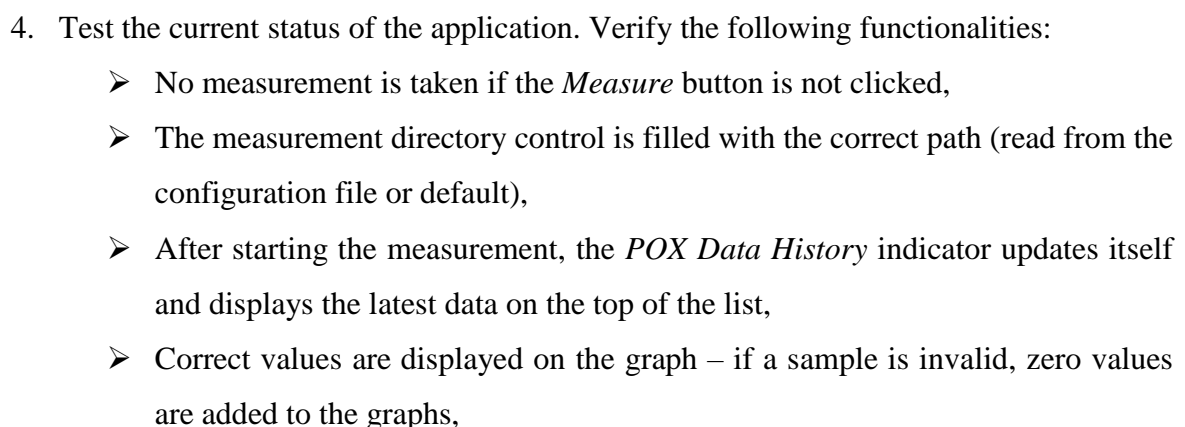 4. Test the current status of the application. Verify the following functionalities:
➢ No measurement is taken if the Measure button is not clicked,
➢ The measurement directory control is filled with the correct path (read from the
configuration file or default),
➢ After starting the measurement, the POX Data History indicator updates itself
and displays the latest data on the top of the list,
➢ Correct values are displayed on the graph – if a sample is invalid, zero values
are added to the graphs,